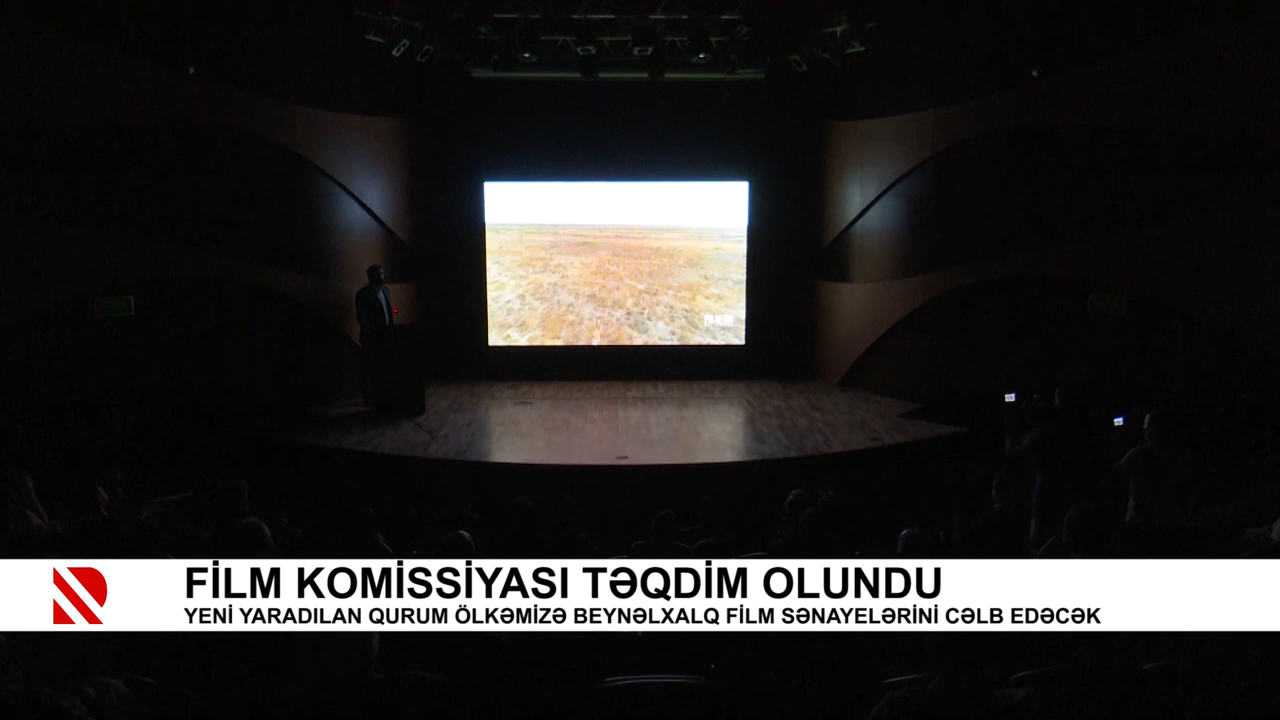 FİLM KOMİSSİYASI TƏQDİM OLUNDU
YENİ YARADILAN QURUM ÖLKƏMİZƏ BEYNƏLXALQ FİLM SƏNAYELƏRİNİ CƏLB EDƏCƏK